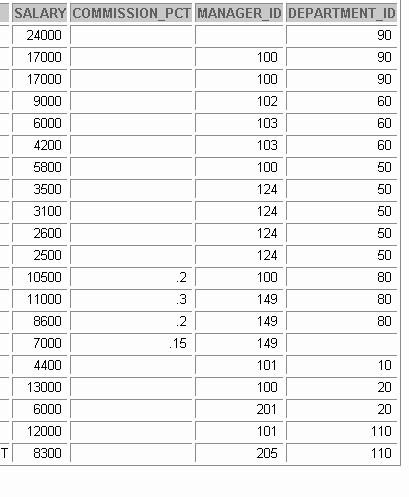 SALARY COMMISSION_PCT MANAGER_ID DEPARTMENT_ID
24000 90
17000 100 90
17000 100 90
9000 102 60
6000 103 60
4200 103 60
5800 100 50
3500 124 50
3100 124 50
2600 124 50
2500 124 50
10500 .2 100 80
11000 .3 149 80
8600 .2 149 80
7000 .15 149
4400 101 10
13000 100 20
6000 201 20
12000 101 110
T 8300 205 110